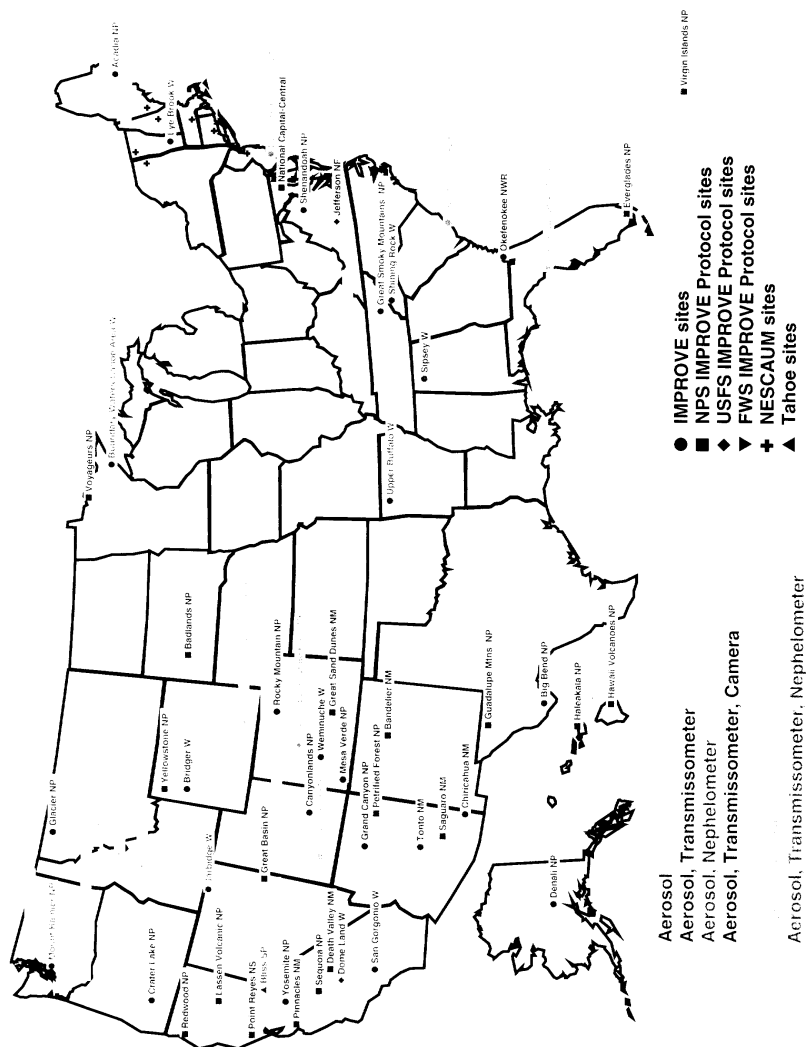 Acadia NP
Lye Brook W
National Capital-Central
Shenandoah NP
Jefferson NF
Great Smoky Mountains NP
Shining Rock W
Okefenokee NWR
Everglades NP
Virgin Islands NP
Sipsey W
Voyageurs NP
Upper Buffalo W
Badlands NP
Glacier NP
Yellowstone NP
Bridger W
Rocky Mountain NP
Great Sand Dunes NM
Weminuche W
Mesa Verde NP
Canyonlands NP
Great Basin NP
Bandelier NM
Petrified Forest NP
Grand Canyon NP
Tonto NM
Saguaro NM
Chiricahua NM
Guadalupe Mtns. NP
Big Bend NP
Haleakala NP
Hawaii Volcanoes NP
Denali NP
Crater Lake NP
Redwood NP
Lassen Volcanic NP
Point Reyes NS
Bliss SP
Yosemite NP
Pinnacles NM
Sequoia NP
Death Valley NM
Dome Land W
San Gorgonio W
IMPROVE sites
NPS IMPROVE Protocol sites
USFS IMPROVE Protocol sites
FWS IMPROVE Protocol sites
NESCAUM sites
Tahoe sites
Aerosol
Aerosol, Transmissometer
Aerosol, Nephelometer
Aerosol, Transmissometer, Camera
Aerosol, Transmissometer, Nephelometer